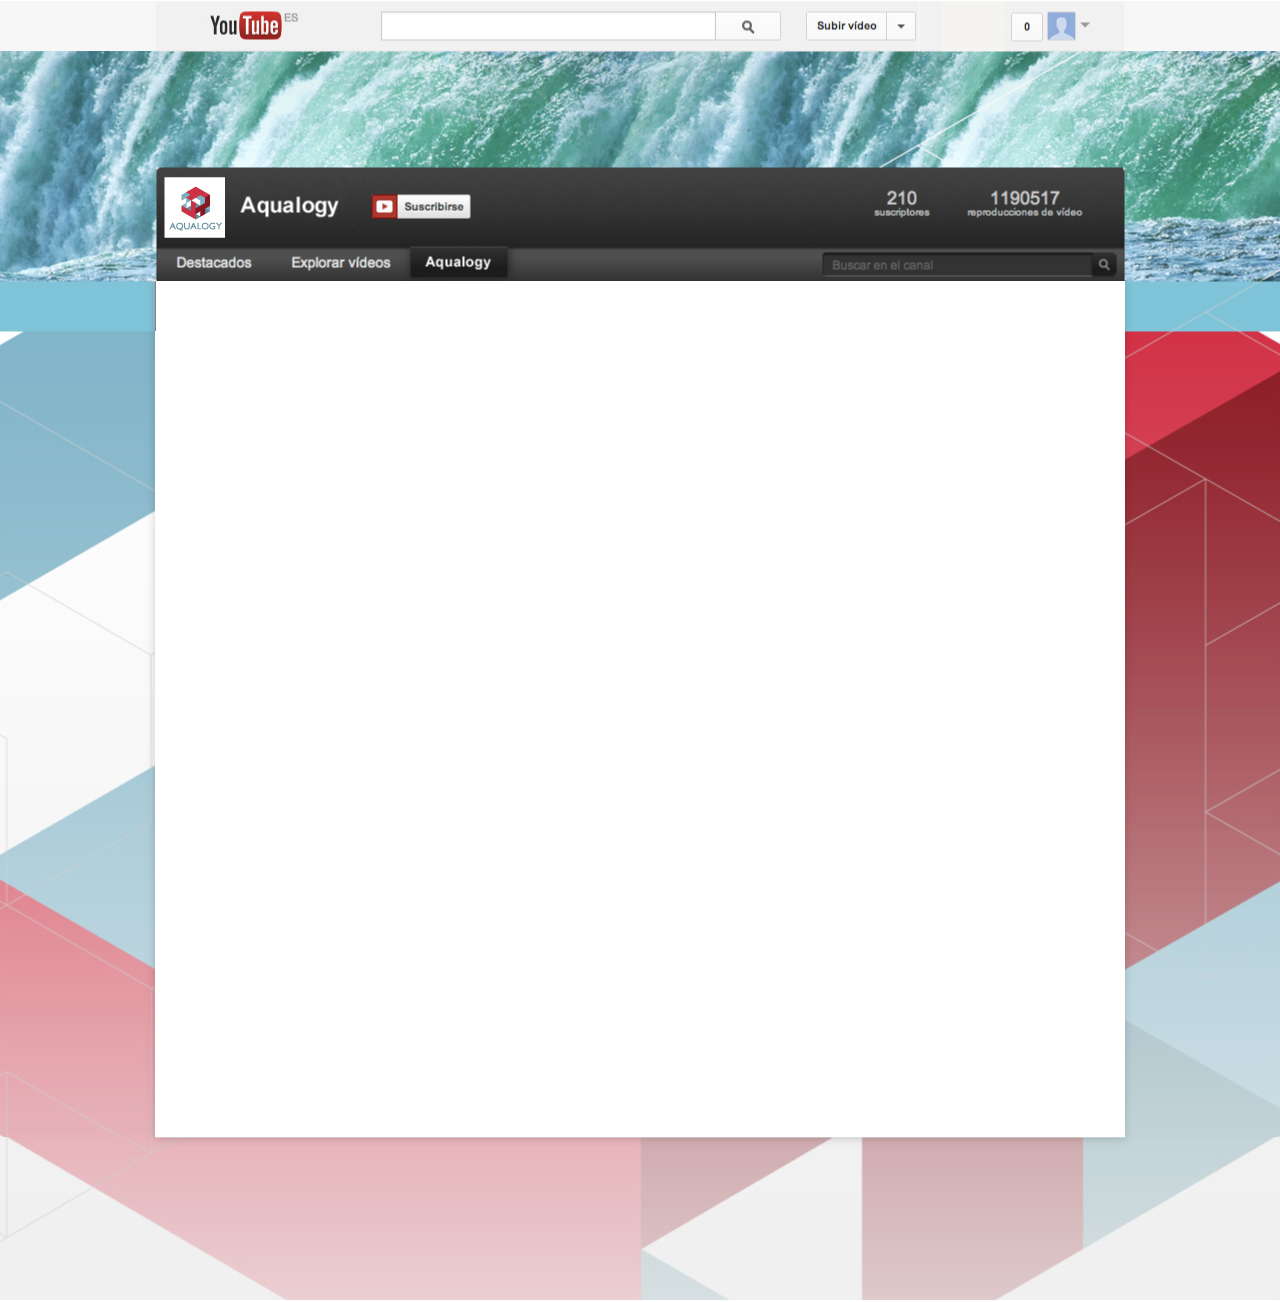 YouTube ES
Subir vídeo
0
AQUALOGY
Aqualogy
Suscribirse
210
suscriptores
1190517
reproducciones de vídeo
Destacados
Explorar vídeos
Aqualogy
Buscar en el canal